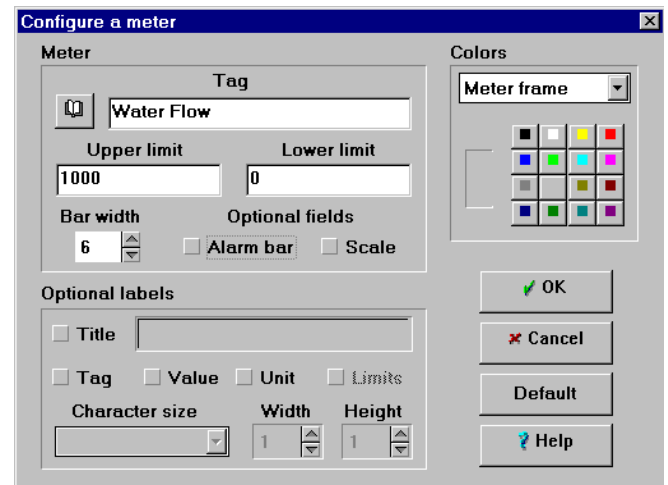 Configure a meter
Meter
Tag
Water Flow
Upper limit Lower limit
1000 0
Bar width Optional fields
6 Alarm bar Scale
Optional labels
Title
Tag Value Unit Limits
Character size Width Height
1 1
Colors
Meter frame
OK
Cancel
Default
? Help